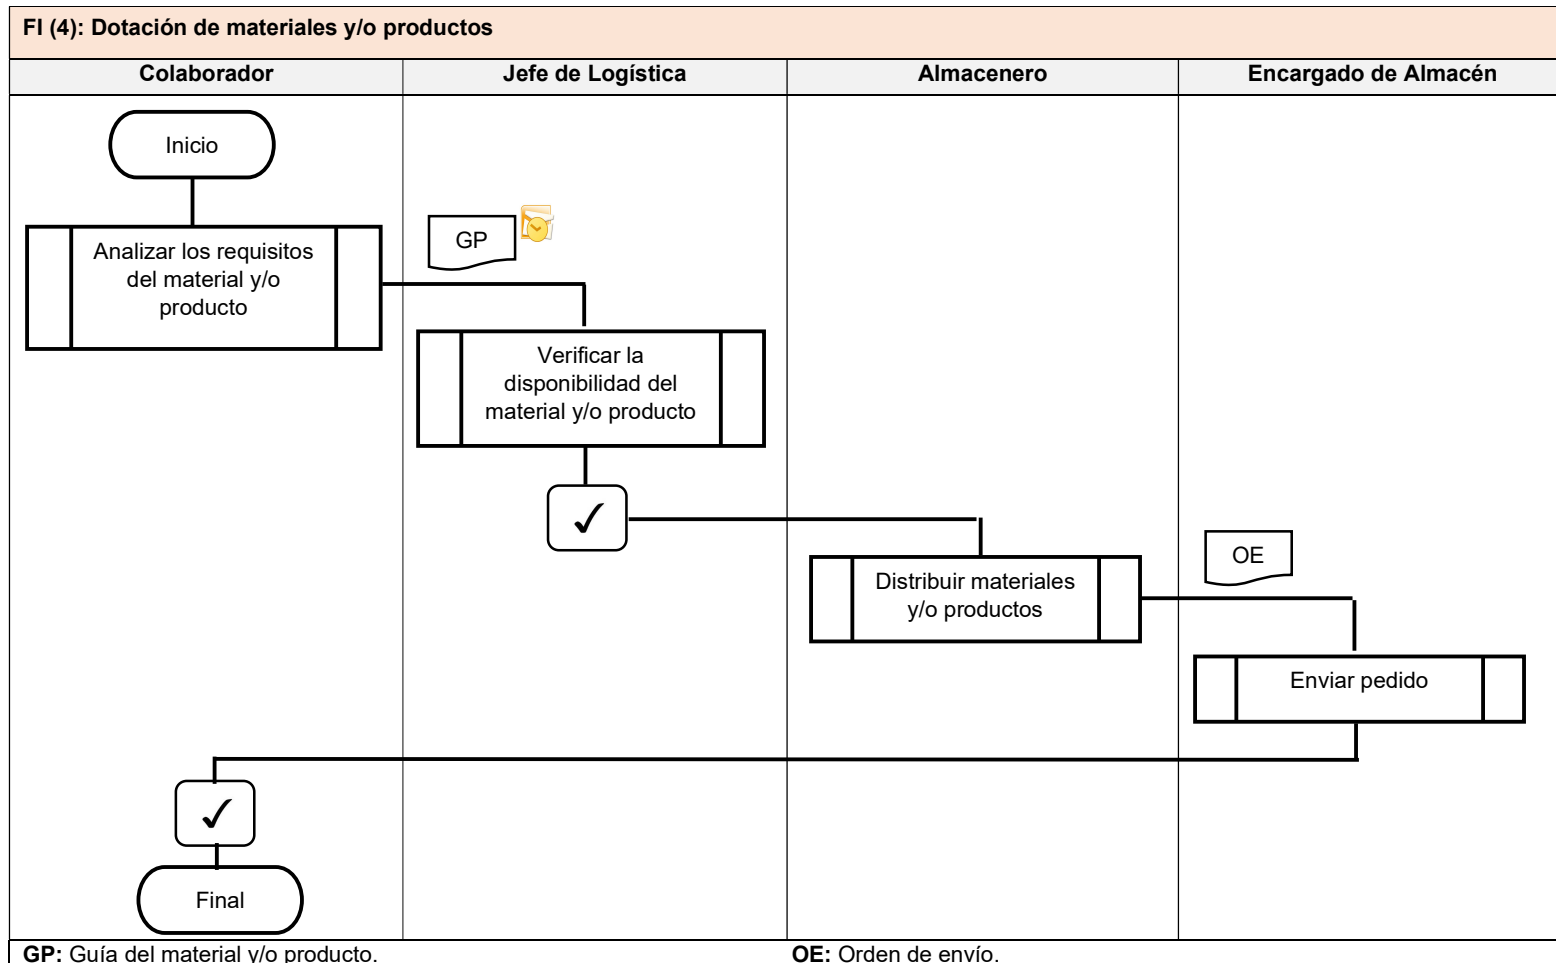 FI (4): Dotación de materiales y/o productos
Colaborador
Jefe de Logística
Almacenero
Encargado de Almacén
Inicio
Analizar los requisitos
del material y/o
producto
GP
Verificar la
disponibilidad del
material y/o producto
Distribuir materiales
y/o productos
OE
Enviar pedido
Final
GP: Guía del material y/o producto.
OE: Orden de envío.